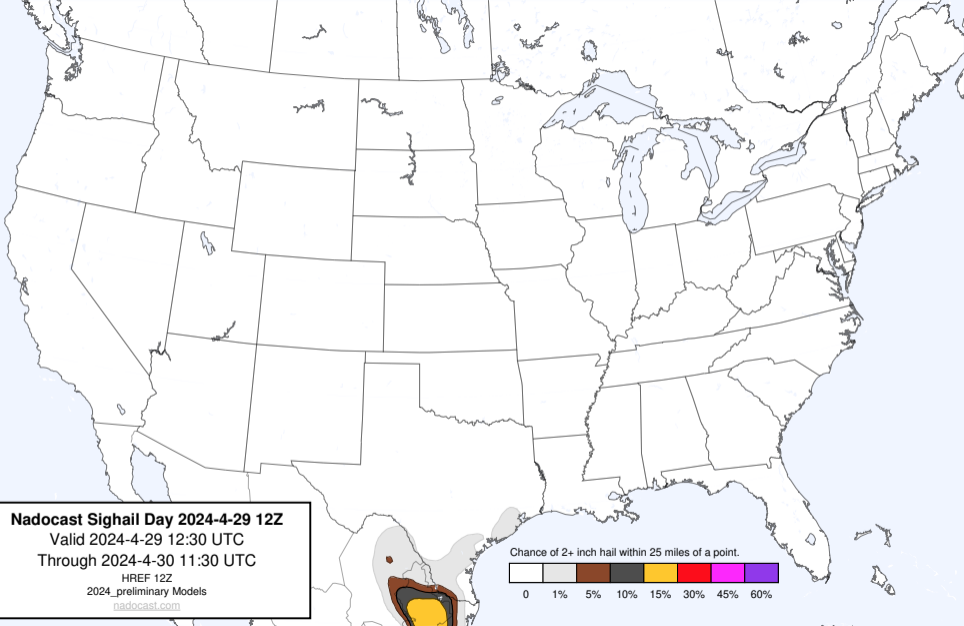 Nadocast Sighail Day 2024-4-29 12Z
Valid 2024-4-29 12:30 UTC
Through 2024-4-30 11:30 UTC
HREF 12Z
2024_preliminary Models
nadocast.com
Chance of 2+ inch hail within 25 miles of a point.
0 1% 5% 10% 15% 30% 45% 60%